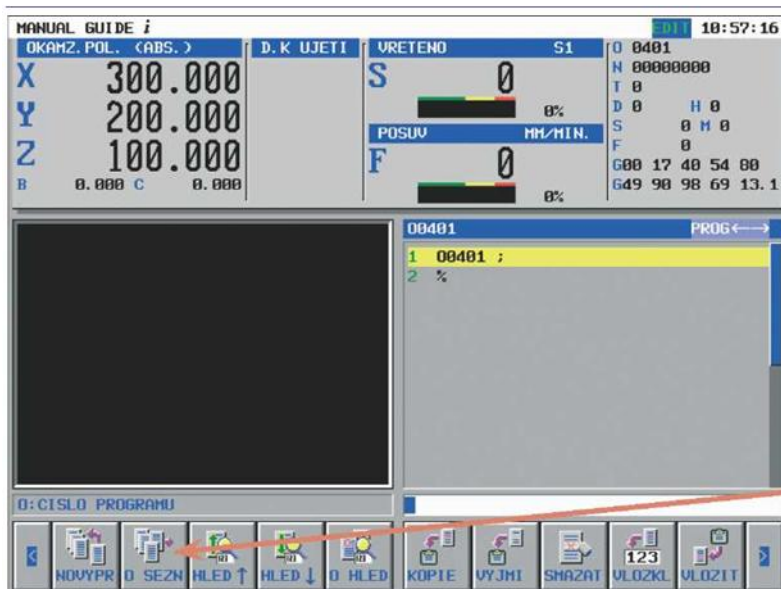 MANUAL GUIDE i EDIT 10:57:16
OKAMZ.POL. (ABS.) D.K UJETI VRETENO S1 O 0401
N 00000000
X 300.000 S 0 T 0
D 0 H 0
Y 200.000 0% S 0 M 0
POSUV MM/MIN. F 0
Z 100.000 F 0 G00 17 40 54 80
B 0.000 C 0.000 0% G49 90 98 69 13.1
O0401 PROG←→
1 O0401 ;
2 %
O:CISLO PROGRAMU
NOVYPR O SEZN HLED ↑ HLED ↓ O HLED KOPIE VYJMI SMAZAT VLOZKL VLOZIT
123